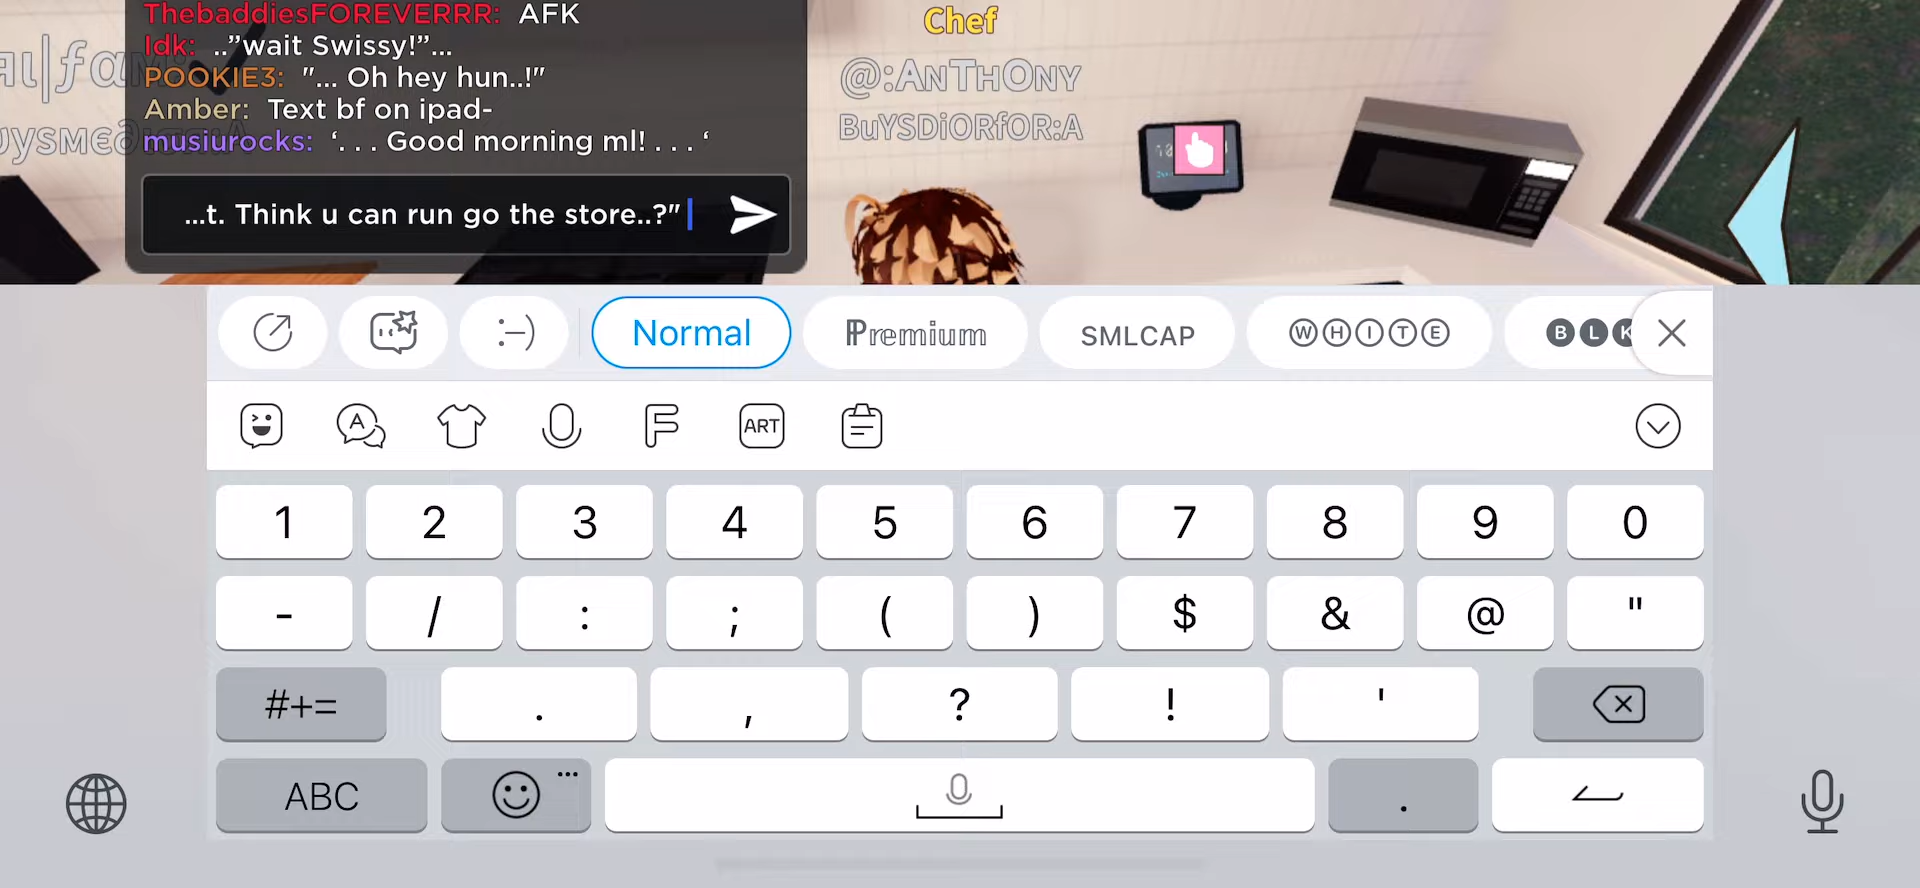 ThebaddiesFOREVERRR: AFK
Idk: ..”wait Swissy!”...
POOKIE3: "... Oh hey hun..!"
Amber: Text bf on ipad-
musiurocks: ‘. . . Good morning ml! . . . ‘
...t. Think u can run go the store..?"
Chef
@:AnThOny
BuYSDiORfOR:A
:-)
Normal
ℙ𝕣𝕖𝕞𝕚𝕦𝕞
SMLCAP
ⓌⒽⒾⓉⒺ
🅑🅛🅚
A
F
ART
1 2 3 4 5 6 7 8 9 0
- / : ; ( ) $ & @ "
#+= . , ? ! '
ABC .